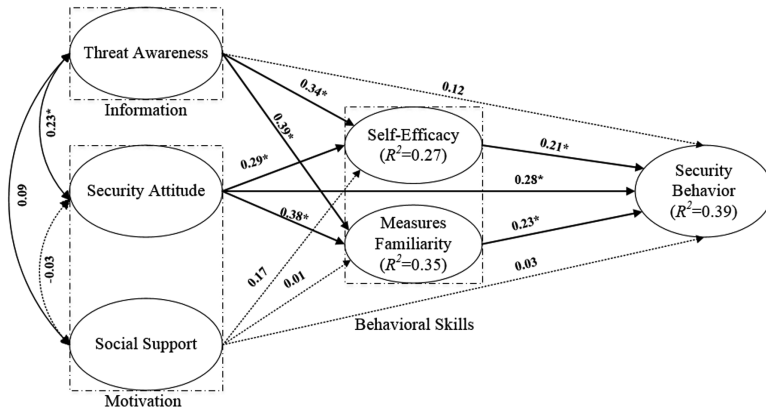 Threat Awareness
Information
0.23*
0.09
-0.03
Security Attitude
Social Support
Motivation
0.34*
0.39*
0.12
0.29*
0.38*
0.28*
0.17
0.01
0.03
Self-Efficacy
(R²=0.27)
Measures
Familiarity
(R²=0.35)
Behavioral Skills
0.21*
0.23*
Security
Behavior
(R²=0.39)